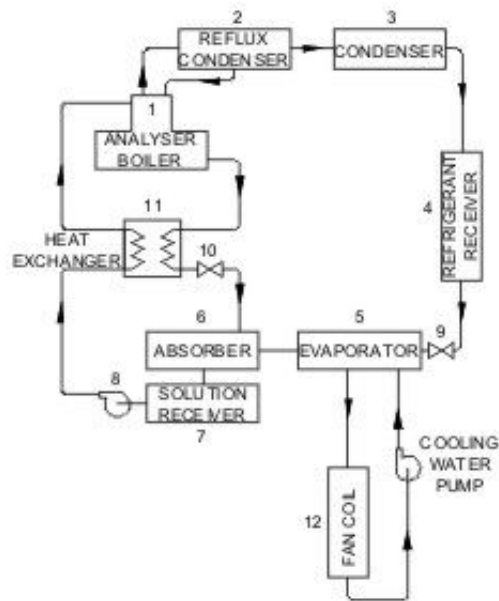 2
3
REFLUX
CONDENSER
CONDENSER
1
ANALYSER
BOILER
4
REFRIGERANT
RECEIVER
11
HEAT
EXCHANGER
10
6
5
9
ABSORBER
EVAPORATOR
8
SOLUTION
RECEIVER
7
COOLING
WATER
PUMP
12
FAN COIL